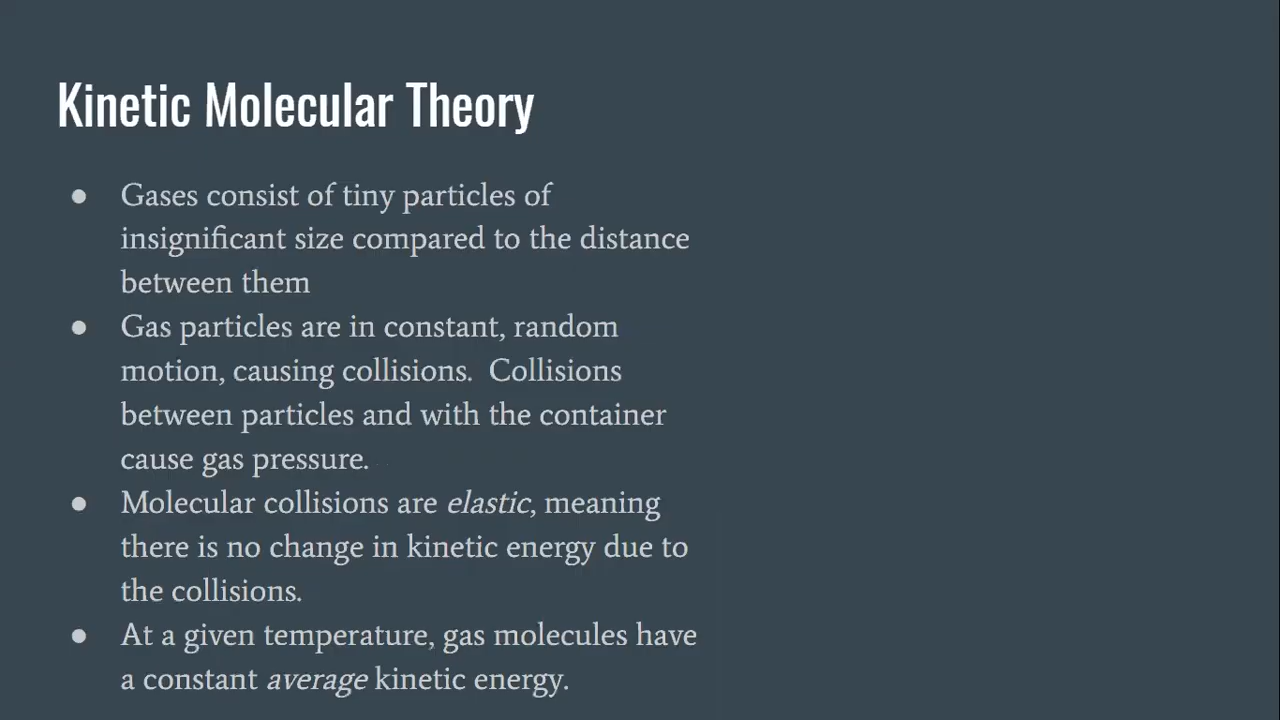 Kinetic Molecular Theory
● Gases consist of tiny particles of
insignificant size compared to the distance
between them
● Gas particles are in constant, random
motion, causing collisions.  Collisions
between particles and with the container
cause gas pressure.
● Molecular collisions are elastic, meaning
there is no change in kinetic energy due to
the collisions.
● At a given temperature, gas molecules have
a constant average kinetic energy.